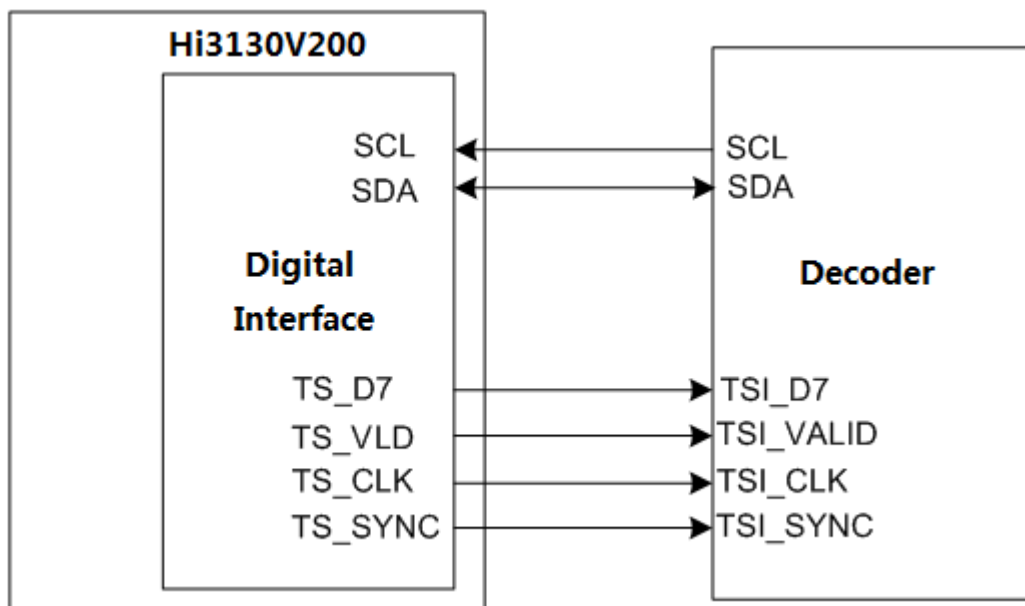 Hi3130V200
SCL
SDA
Digital
Interface
TS_D7
TS_VLD
TS_CLK
TS_SYNC
SCL
SDA
Decoder
TSI_D7
TSI_VALID
TSI_CLK
TSI_SYNC